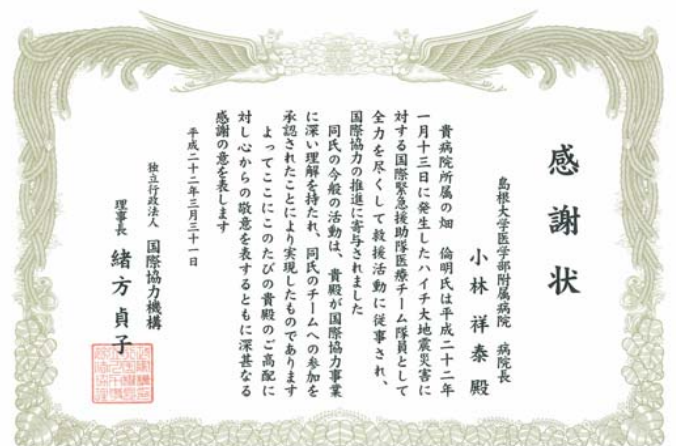 感謝状
島根大学医学部附属病院　病院長
小林祥泰殿
貴病院所属の畑　倫明氏は平成二十二年
一月十三日に発生したハイチ大地震災害に
対する国際緊急援助隊医療チーム隊員として
全力を尽くして救援活動に従事され、
国際協力の推進に寄与されました
同氏の今般の活動は、貴殿が国際協力事業
に深い理解を持たれ、同氏のチームへの参加を
承認されたことにより実現したものであります
よってここにこのたびの貴殿のご高配に
対し心からの敬意を表するともに深甚なる
感謝の意を表します
平成二十二年三月三十一日
独立行政法人　国際協力機構
理事長　緒方貞子